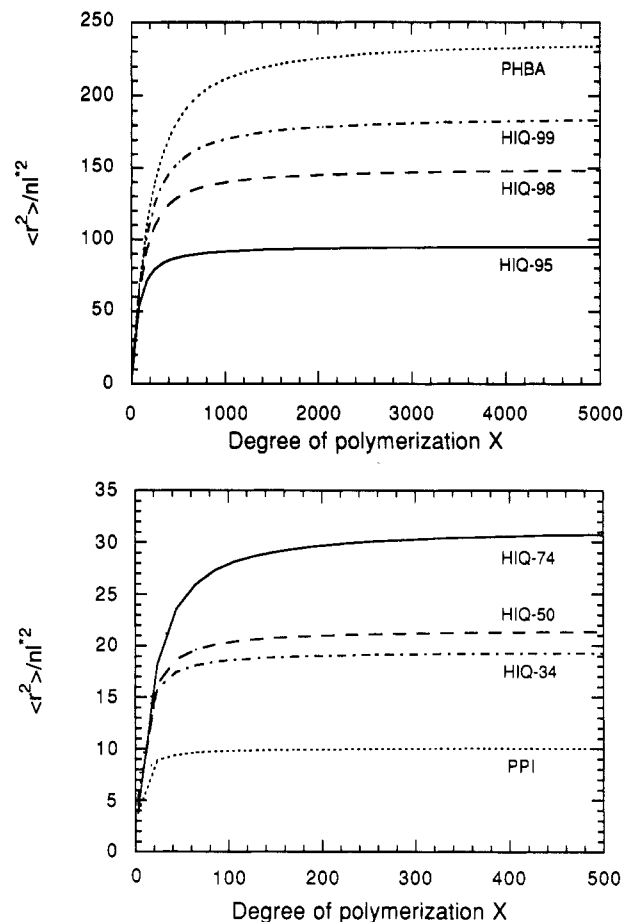 250
200
150
100
50
0
<r²>/nl*²
PHBA
HIQ-99
HIQ-98
HIQ-95
0 1000 2000 3000 4000 5000
Degree of polymerization X
35
30
25
20
15
10
5
0
<r²>/nl*²
HIQ-74
HIQ-50
HIQ-34
PPI
0 100 200 300 400 500
Degree of polymerization X